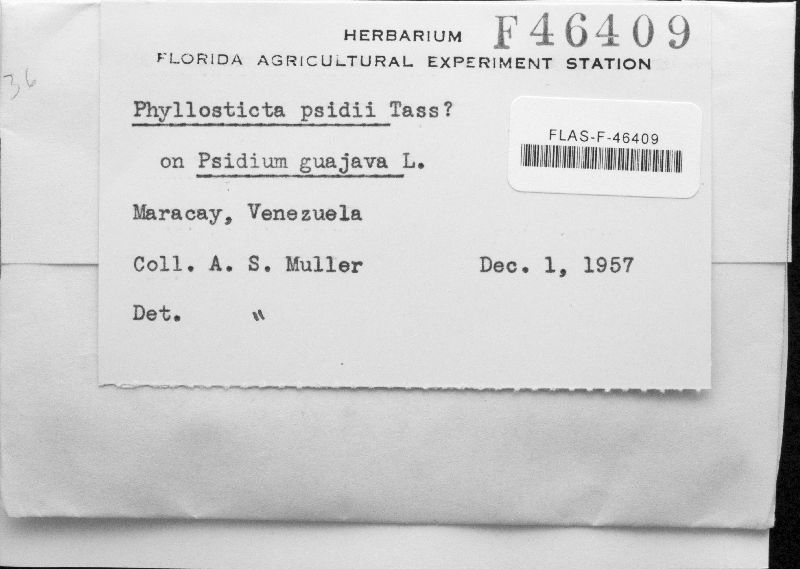 HERBARIUM F46409
FLORIDA AGRICULTURAL EXPERIMENT STATION
36
Phyllosticta psidii Tass?
FLAS-F-46409
on Psidium guajava L.
Maracay, Venezuela
Coll. A. S. Muller Dec. 1, 1957
Det. "